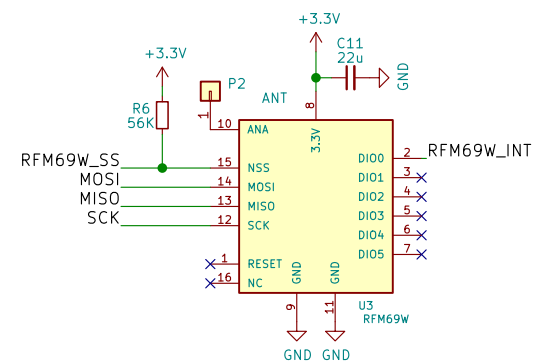 +3.3V
C11
22u
GND
+3.3V
P2
ANT
R6
56K
1
8
3.3V
10 ANA
RFM69W_SS 15 NSS
MOSI 14 MOSI
MISO 13 MISO
SCK 12 SCK
1 RESET
16 NC
DIO0 2 RFM69W_INT
DIO1 3
DIO2 4
DIO3 5
DIO4 6
DIO5 7
GND
GND
9
11
U3
RFM69W
GND
GND